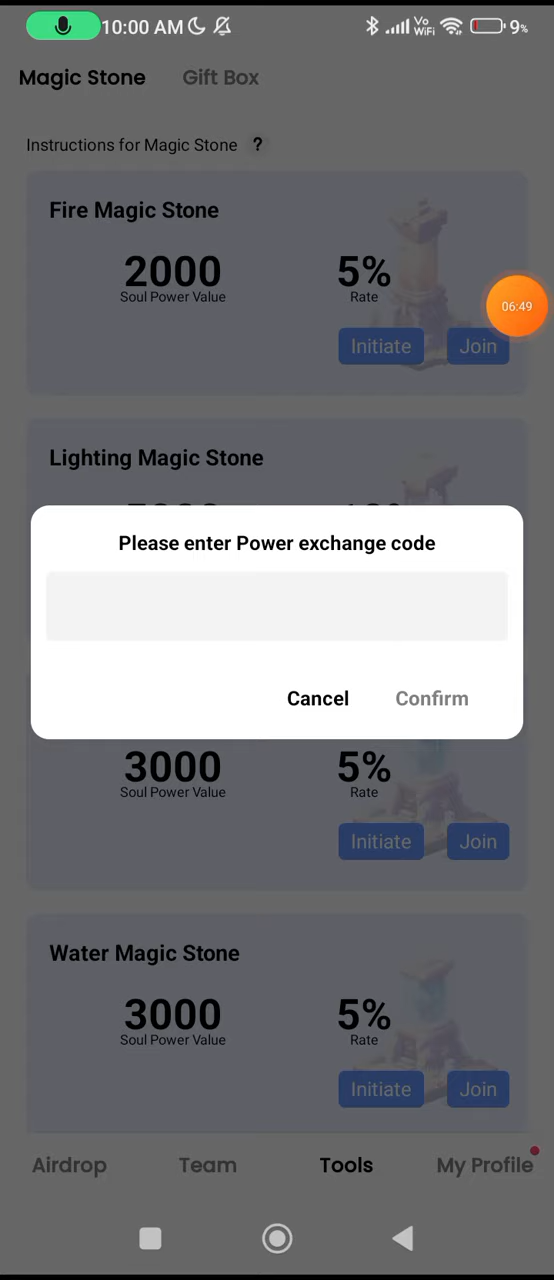 10:00 AM Vo WiFi 9%
Magic Stone Gift Box
Instructions for Magic Stone ?
Fire Magic Stone
2000 5%
Soul Power Value Rate
06:49
Initiate Join
Lighting Magic Stone
Please enter Power exchange code
Cancel Confirm
3000 5%
Soul Power Value Rate
Initiate Join
Water Magic Stone
3000 5%
Soul Power Value Rate
Initiate Join
Airdrop Team Tools My Profile